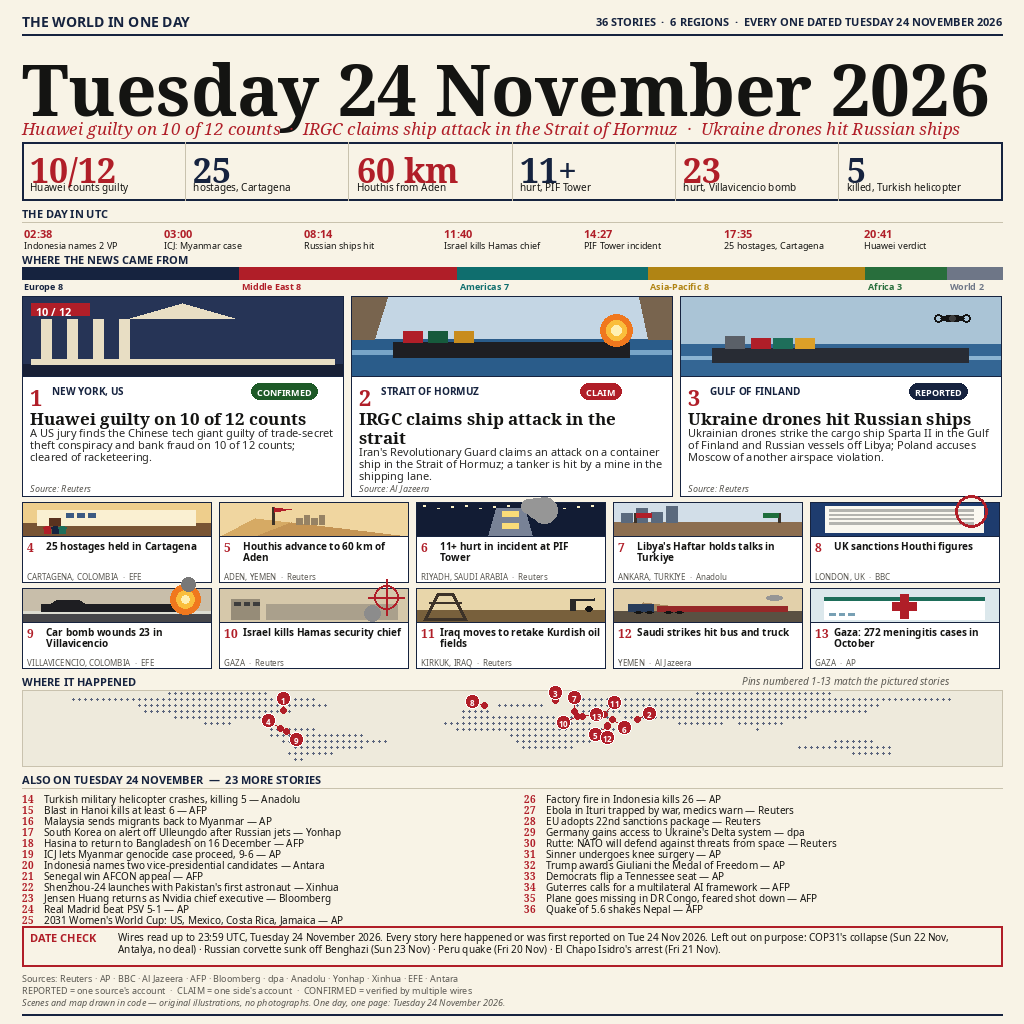 THE WORLD IN ONE DAY
36 STORIES · 6 REGIONS · EVERY ONE DATED TUESDAY 24 NOVEMBER 2026
Tuesday 24 November 2026
Huawei guilty on 10 of 12 counts · IRGC claims ship attack in the Strait of Hormuz · Ukraine drones hit Russian ships
10/12
Huawei counts guilty
25
hostages, Cartagena
60 km
Houthis from Aden
11+
hurt, PIF Tower
23
hurt, Villavicencio bomb
5
killed, Turkish helicopter
THE DAY IN UTC
02:38
Indonesia names 2 VP
03:00
ICJ: Myanmar case
08:14
Russian ships hit
11:40
Israel kills Hamas chief
14:27
PIF Tower incident
17:35
25 hostages, Cartagena
20:41
Huawei verdict
WHERE THE NEWS CAME FROM
Europe 8
Middle East 8
Americas 7
Asia-Pacific 8
Africa 3
World 2
10 / 12
1 NEW YORK, US
CONFIRMED
Huawei guilty on 10 of 12 counts
A US jury finds the Chinese tech giant guilty of trade-secret
theft conspiracy and bank fraud on 10 of 12 counts;
cleared of racketeering.
Source: Reuters
2 STRAIT OF HORMUZ
CLAIM
IRGC claims ship attack in the
strait
Iran's Revolutionary Guard claims an attack on a container
ship in the Strait of Hormuz; a tanker is hit by a mine in the
shipping lane.
Source: Al Jazeera
3 GULF OF FINLAND
REPORTED
Ukraine drones hit Russian ships
Ukrainian drones strike the cargo ship Sparta II in the Gulf
of Finland and Russian vessels off Libya; Poland accuses
Moscow of another airspace violation.
Source: Reuters
4 25 hostages held in Cartagena
CARTAGENA, COLOMBIA · EFE
5 Houthis advance to 60 km of
Aden
ADEN, YEMEN · Reuters
6 11+ hurt in incident at PIF
Tower
RIYADH, SAUDI ARABIA · Reuters
7 Libya's Haftar holds talks in
Turkiye
ANKARA, TURKIYE · Anadolu
8 UK sanctions Houthi figures
LONDON, UK · BBC
9 Car bomb wounds 23 in
Villavicencio
VILLAVICENCIO, COLOMBIA · EFE
10 Israel kills Hamas security chief
GAZA · Reuters
11 Iraq moves to retake Kurdish oil
fields
KIRKUK, IRAQ · Reuters
12 Saudi strikes hit bus and truck
YEMEN · Al Jazeera
13 Gaza: 272 meningitis cases in
October
GAZA · AP
WHERE IT HAPPENED
Pins numbered 1-13 match the pictured stories
1
4
9
8
3
7
10
13
11
2
6
5
12
ALSO ON TUESDAY 24 NOVEMBER — 23 MORE STORIES
14 Turkish military helicopter crashes, killing 5 — Anadolu
15 Blast in Hanoi kills at least 6 — AFP
16 Malaysia sends migrants back to Myanmar — AP
17 South Korea on alert off Ulleungdo after Russian jets — Yonhap
18 Hasina to return to Bangladesh on 16 December — AFP
19 ICJ lets Myanmar genocide case proceed, 9-6 — AP
20 Indonesia names two vice-presidential candidates — Antara
21 Senegal win AFCON appeal — AFP
22 Shenzhou-24 launches with Pakistan's first astronaut — Xinhua
23 Jensen Huang returns as Nvidia chief executive — Bloomberg
24 Real Madrid beat PSV 5-1 — AP
25 2031 Women's World Cup: US, Mexico, Costa Rica, Jamaica — AP
26 Factory fire in Indonesia kills 26 — AP
27 Ebola in Ituri trapped by war, medics warn — Reuters
28 EU adopts 22nd sanctions package — Reuters
29 Germany gains access to Ukraine's Delta system — dpa
30 Rutte: NATO will defend against threats from space — Reuters
31 Sinner undergoes knee surgery — AP
32 Trump awards Giuliani the Medal of Freedom — AP
33 Democrats flip a Tennessee seat — AP
34 Guterres calls for a multilateral AI framework — AFP
35 Plane goes missing in DR Congo, feared shot down — AFP
36 Quake of 5.6 shakes Nepal — AFP
DATE CHECK
Wires read up to 23:59 UTC, Tuesday 24 November 2026. Every story here happened or was first reported on Tue 24 Nov 2026. Left out on purpose: COP31's collapse (Sun 22 Nov,
Antalya, no deal) · Russian corvette sunk off Benghazi (Sun 23 Nov) · Peru quake (Fri 20 Nov) · El Chapo Isidro's arrest (Fri 21 Nov).
Sources: Reuters · AP · BBC · Al Jazeera · AFP · Bloomberg · dpa · Anadolu · Yonhap · Xinhua · EFE · Antara
REPORTED = one source's account · CLAIM = one side's account · CONFIRMED = verified by multiple wires
Scenes and map drawn in code — original illustrations, no photographs. One day, one page: Tuesday 24 November 2026.